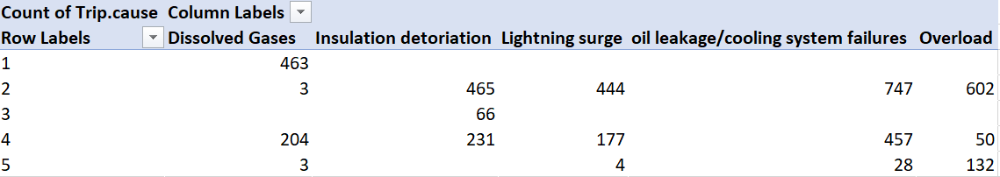 Count of Trip.cause Column Labels
Row Labels Dissolved Gases Insulation detoriation Lightning surge oil leakage/cooling system failures Overload
1 463
2 3 465 444 747 602
3 66
4 204 231 177 457 50
5 3 4 28 132